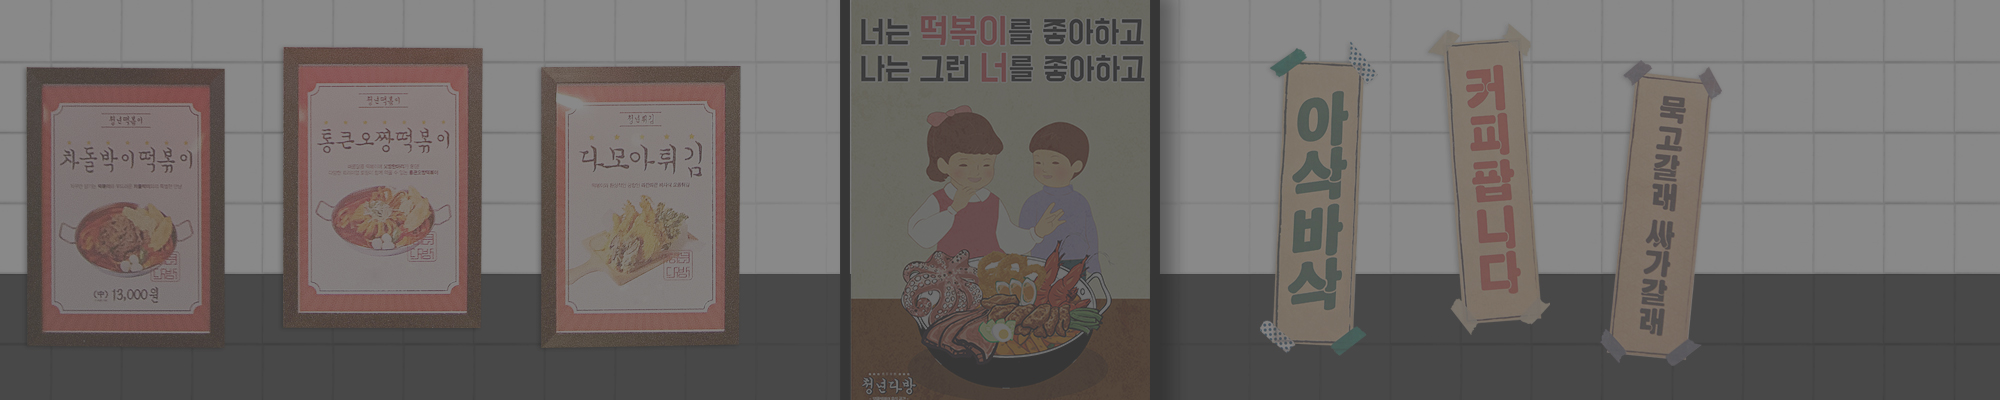 청년떡볶이
차돌박이떡볶이
(中) 13,000원
청년떡볶이
통큰오짱떡볶이
청년튀김
다모아튀김
너는 떡볶이를 좋아하고
나는 그런 너를 좋아하고
청년다방
아삭바삭
커피팝니다
묵고갈래 싸가갈래